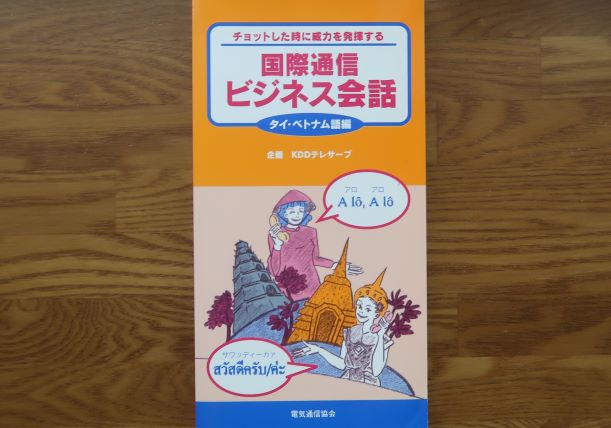 チョットした時に威力を発揮する
国際通信
ビジネス会話
タイ・ベトナム語編
企画 KDDテレサーブ
アロ アロ
A lô, A lô
サワッディーカァ
สวัสดีครับ/ค่ะ
電気通信協会